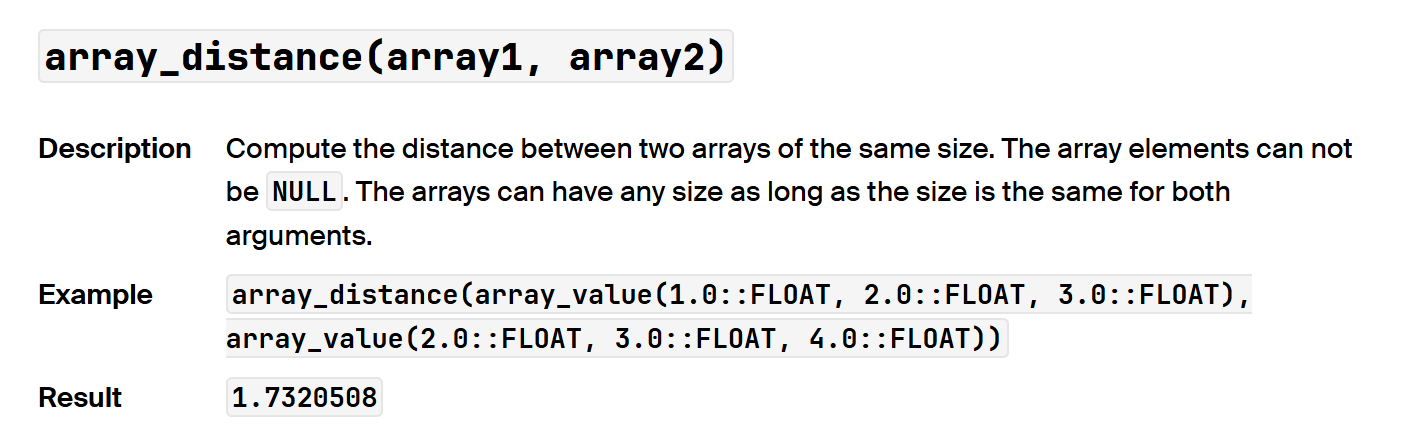 array_distance(array1, array2)
Description Compute the distance between two arrays of the same size. The array elements can not
be NULL. The arrays can have any size as long as the size is the same for both
arguments.
Example array_distance(array_value(1.0::FLOAT, 2.0::FLOAT, 3.0::FLOAT),
array_value(2.0::FLOAT, 3.0::FLOAT, 4.0::FLOAT))
Result 1.7320508